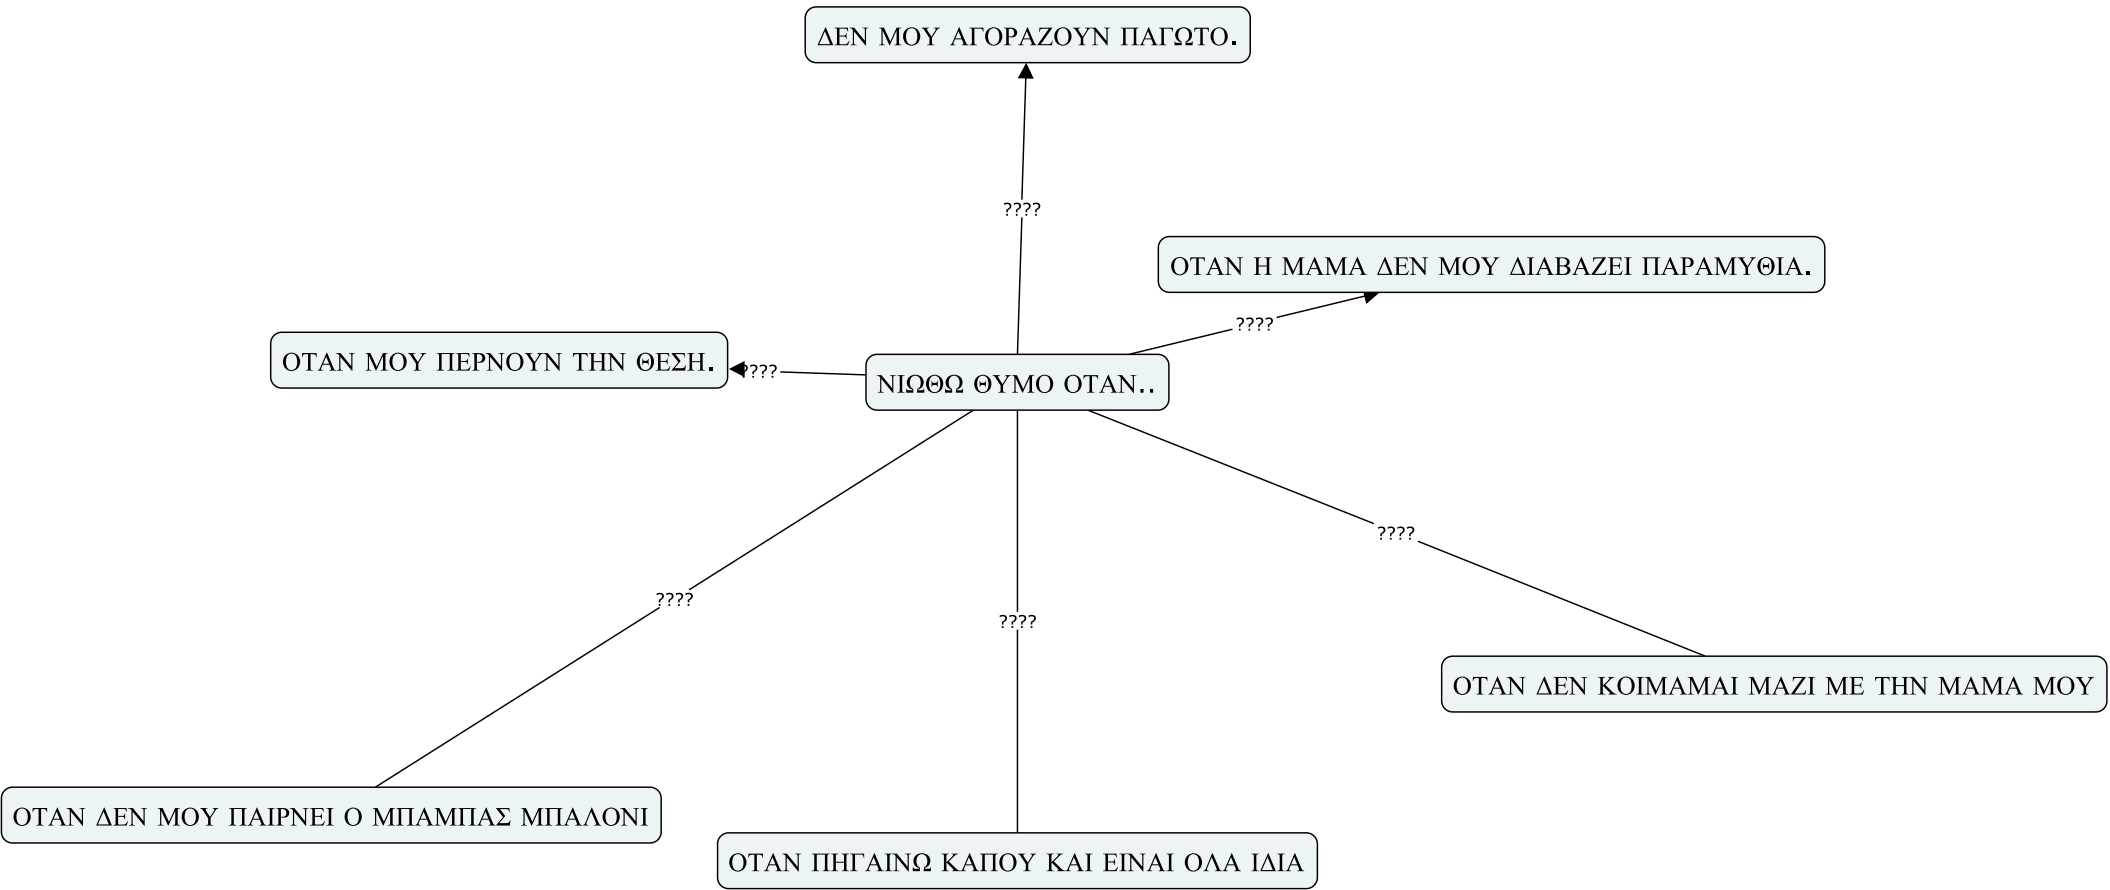 ΔΕΝ ΜΟΥ ΑΓΟΡΑΖΟΥΝ ΠΑΓΩΤΟ.
????
ΟΤΑΝ Η ΜΑΜΑ ΔΕΝ ΜΟΥ ΔΙΑΒΑΖΕΙ ΠΑΡΑΜΥΘΙΑ.
????
ΟΤΑΝ ΜΟΥ ΠΕΡΝΟΥΝ ΤΗΝ ΘΕΣΗ.
????
ΝΙΩΘΩ ΘΥΜΟ ΟΤΑΝ..
????
????
????
ΟΤΑΝ ΔΕΝ ΚΟΙΜΑΜΑΙ ΜΑΖΙ ΜΕ ΤΗΝ ΜΑΜΑ ΜΟΥ
ΟΤΑΝ ΔΕΝ ΜΟΥ ΠΑΙΡΝΕΙ Ο ΜΠΑΜΠΑΣ ΜΠΑΛΟΝΙ
ΟΤΑΝ ΠΗΓΑΙΝΩ ΚΑΠΟΥ ΚΑΙ ΕΙΝΑΙ ΟΛΑ ΙΔΙΑ